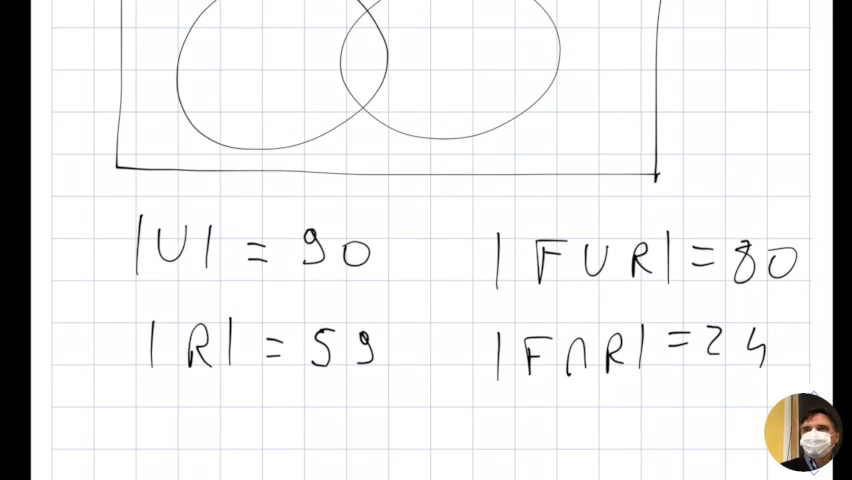 |U| = 90
|F∪R| = 80
|R| = 59
|F∩R| = 24